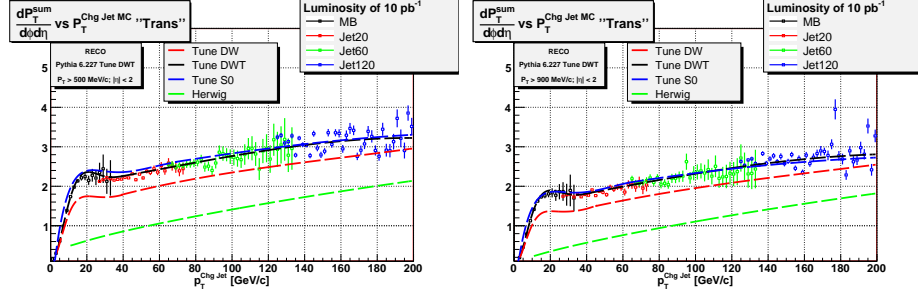 dP_T^sum / dϕdη vs P_T^Chg Jet MC "Trans"
Luminosity of 10 pb^-1
MB
Jet20
Jet60
Jet120
RECO
Pythia 6.227 Tune DWT
P_T > 500 MeV/c; |η| < 2
Tune DW
Tune DWT
Tune S0
Herwig
5
4
3
2
1
0 20 40 60 80 100 120 140 160 180 200
p_T^Chg Jet [GeV/c]
dP_T^sum / dϕdη vs P_T^Chg Jet MC "Trans"
Luminosity of 10 pb^-1
MB
Jet20
Jet60
Jet120
RECO
Pythia 6.227 Tune DWT
P_T > 900 MeV/c; |η| < 2
Tune DW
Tune DWT
Tune S0
Herwig
5
4
3
2
1
0 20 40 60 80 100 120 140 160 180 200
p_T^Chg Jet [GeV/c]